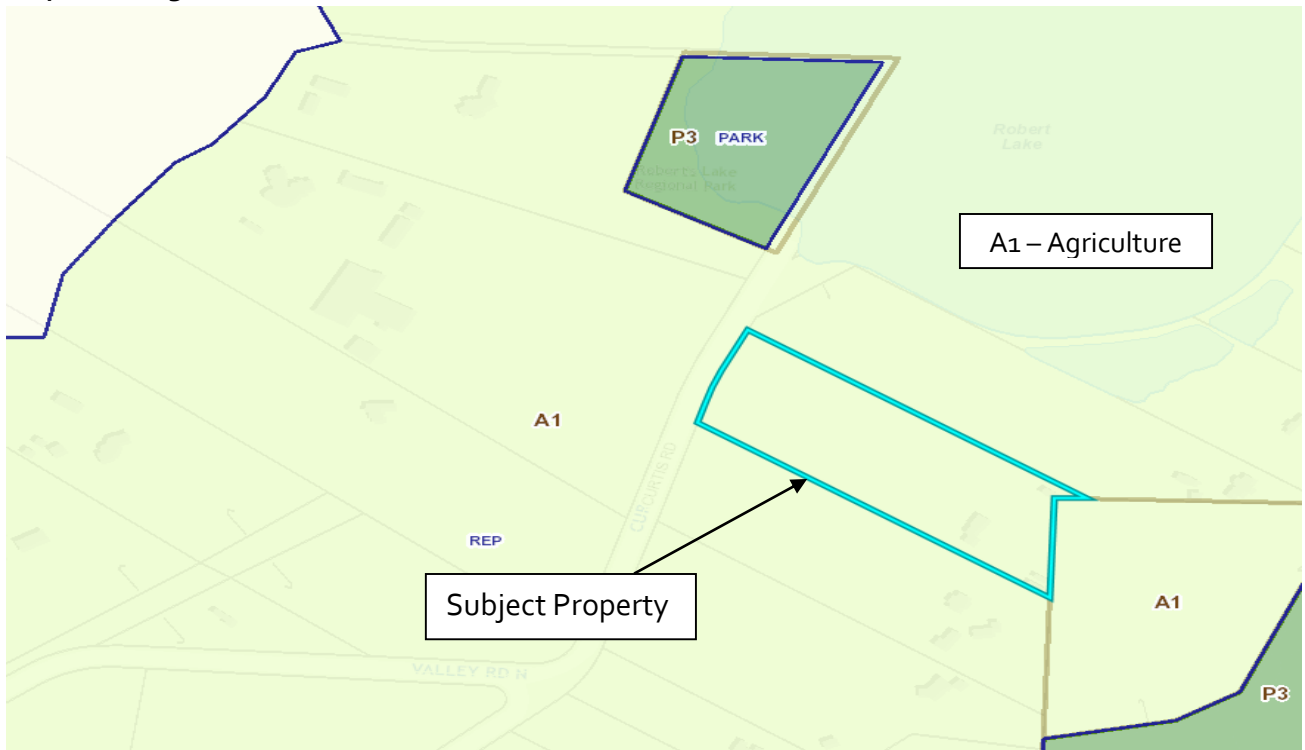 P3 PARK
Roberts Lake
Regional Park
Robert
Lake
A1 – Agriculture
A1
CURTIS RD
REP
Subject Property
A1
VALLEY RD N
P3